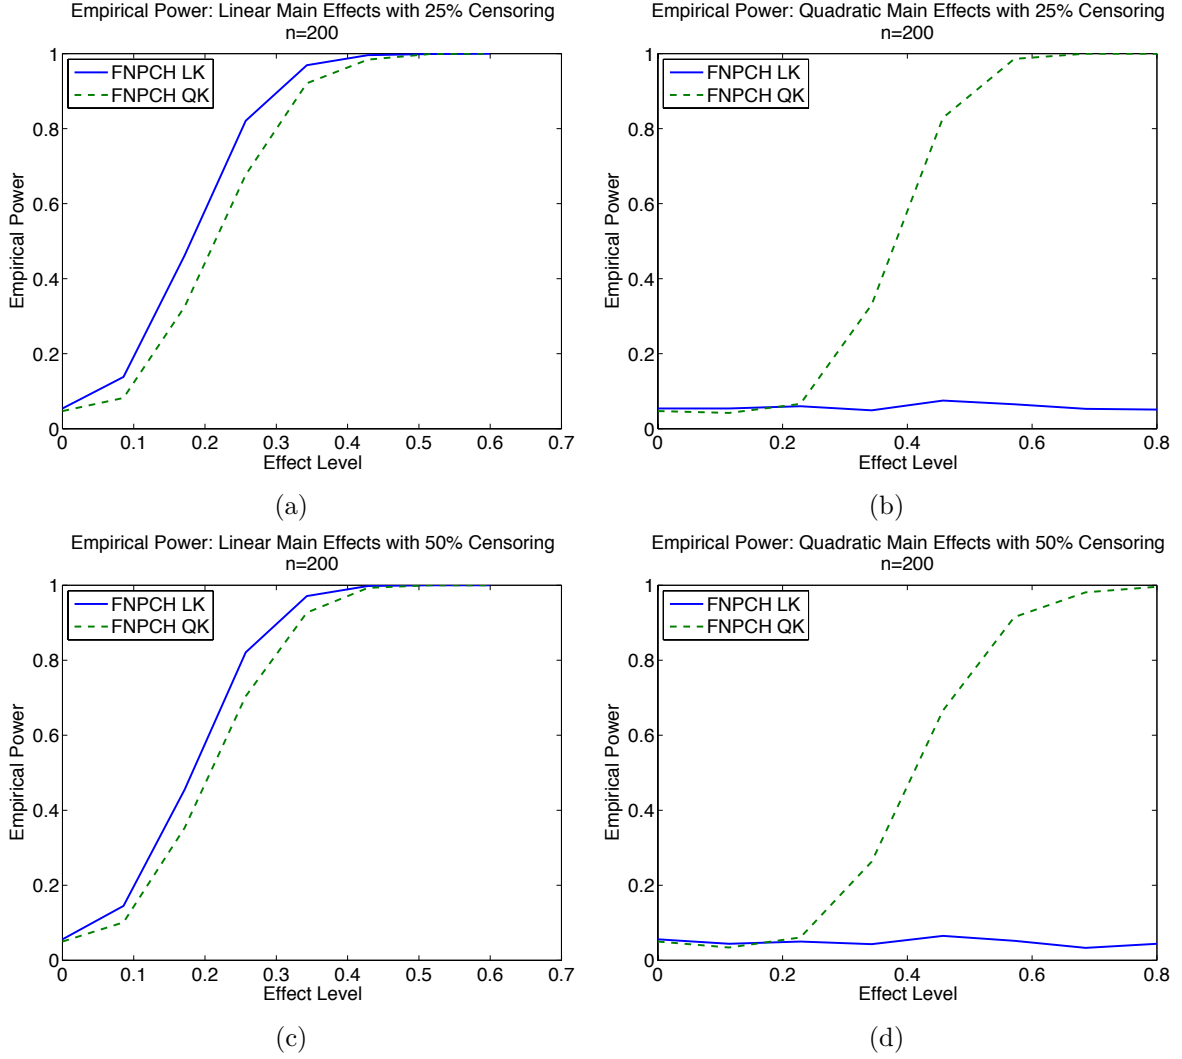 Empirical Power: Linear Main Effects with 25% Censoring
n=200
FNPCH LK
FNPCH QK
Empirical Power
1
0.8
0.6
0.4
0.2
0
0 0.1 0.2 0.3 0.4 0.5 0.6 0.7
Effect Level
(a)
Empirical Power: Quadratic Main Effects with 25% Censoring
n=200
FNPCH LK
FNPCH QK
Empirical Power
1
0.8
0.6
0.4
0.2
0
0 0.2 0.4 0.6 0.8
Effect Level
(b)
Empirical Power: Linear Main Effects with 50% Censoring
n=200
FNPCH LK
FNPCH QK
Empirical Power
1
0.8
0.6
0.4
0.2
0
0 0.1 0.2 0.3 0.4 0.5 0.6 0.7
Effect Level
(c)
Empirical Power: Quadratic Main Effects with 50% Censoring
n=200
FNPCH LK
FNPCH QK
Empirical Power
1
0.8
0.6
0.4
0.2
0
0 0.2 0.4 0.6 0.8
Effect Level
(d)